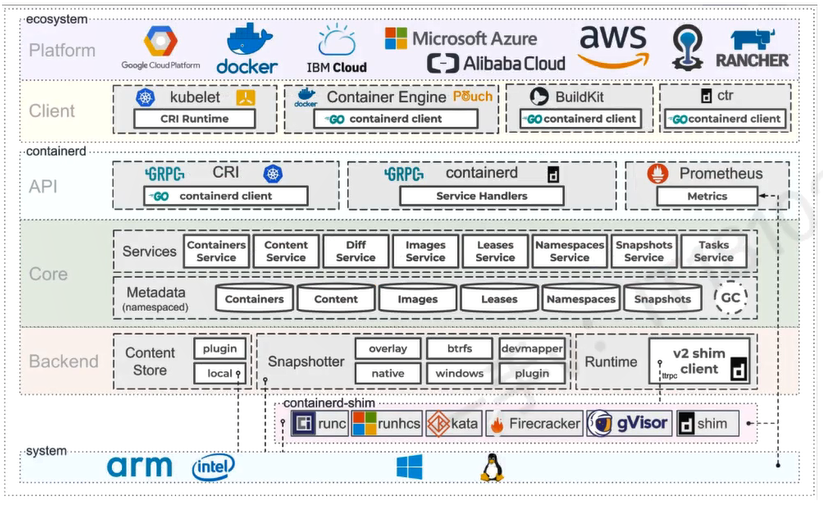 ecosystem
Platform
Google Cloud Platform
docker
IBM Cloud
Microsoft Azure
Alibaba Cloud
aws
RANCHER
Client
kubelet
CRI Runtime
docker
Container Engine
Pouch
GO containerd client
BuildKit
GO containerd client
ctr
GO containerd client
containerd
API
GRPC
CRI
GO containerd client
GRPC
containerd
Service Handlers
Prometheus
Metrics
Core
Services
Containers
Service
Content
Service
Diff
Service
Images
Service
Leases
Service
Namespaces
Service
Snapshots
Service
Tasks
Service
Metadata
(namespaced)
Containers
Content
Images
Leases
Namespaces
Snapshots
GC
Backend
Content
Store
plugin
local
Snapshotter
overlay
btrfs
devmapper
native
windows
plugin
Runtime
v2 shim
client
ttrpc
containerd-shim
runc
runhcs
kata
Firecracker
gVisor
shim
system
arm
intel